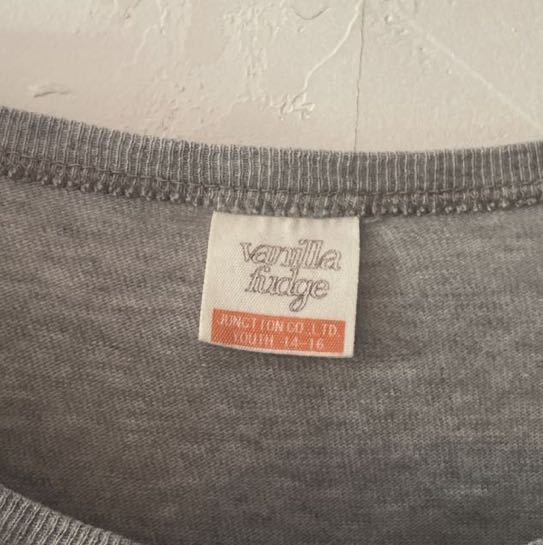 vanilla
fudge
JUNCTION CO.,LTD.
YOUTH 14-16